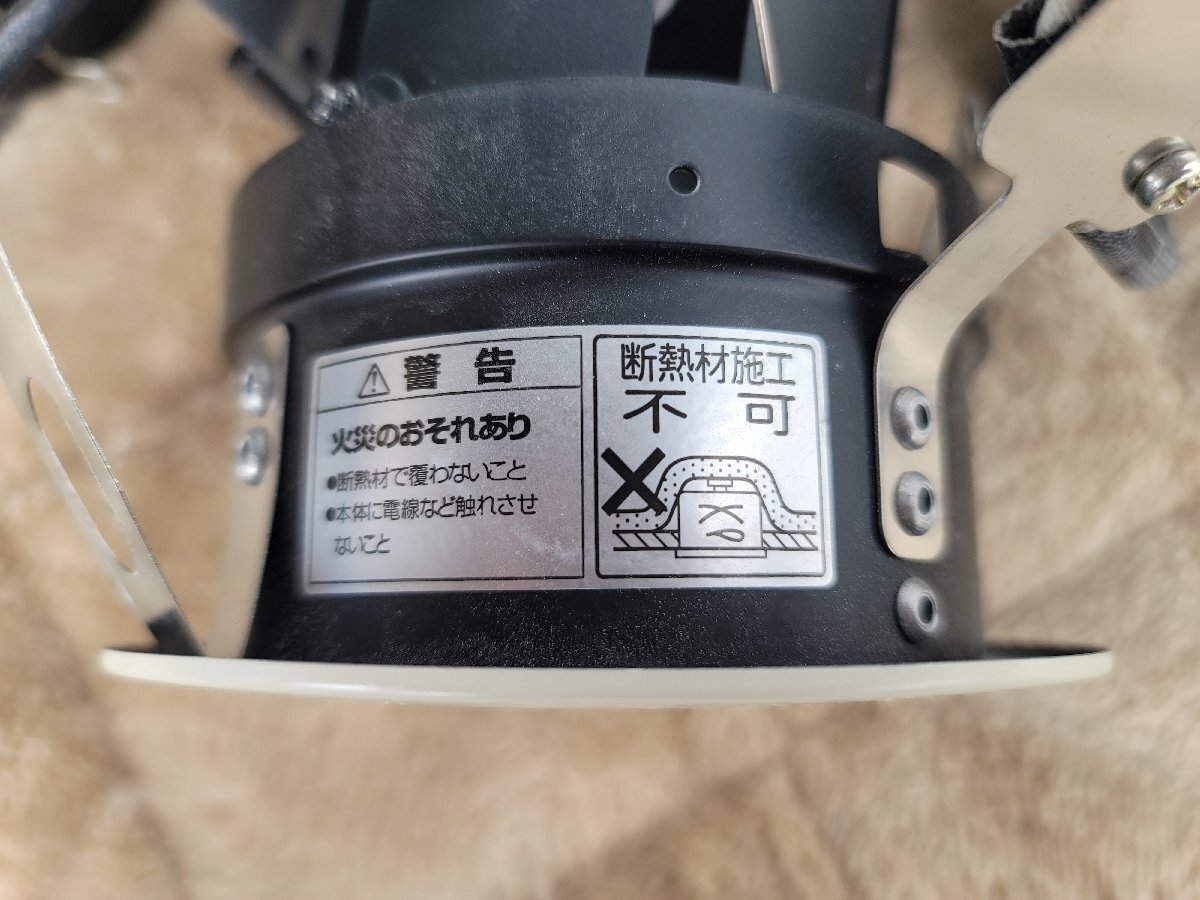 ⚠警告
火災のおそれあり
●断熱材で覆わないこと
●本体に電線など触れさせ
ないこと
断熱材施工
不可